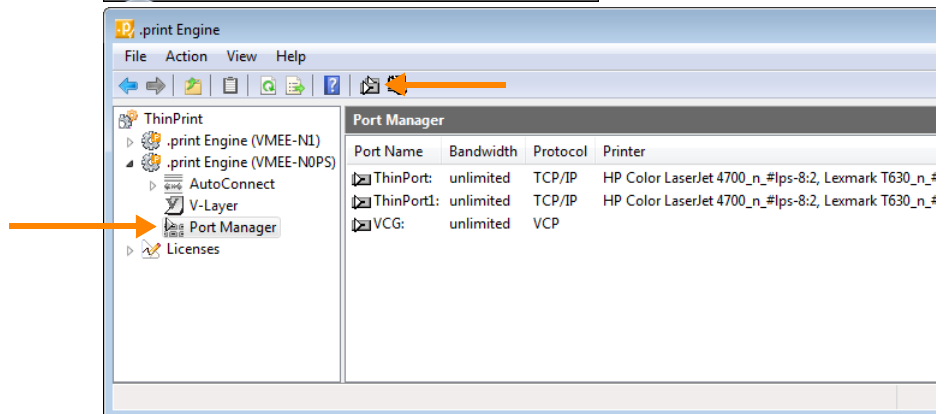 .print Engine
File Action View Help
ThinPrint
.print Engine (VMEE-N1)
.print Engine (VMEE-N0PS)
AutoConnect
V-Layer
Port Manager
Licenses
Port Manager
Port Name Bandwidth Protocol Printer
ThinPort: unlimited TCP/IP HP Color LaserJet 4700_n_#lps-8:2, Lexmark T630_n_#
ThinPort1: unlimited TCP/IP HP Color LaserJet 4700_n_#lps-8:2, Lexmark T630_n_#
VCG: unlimited VCP